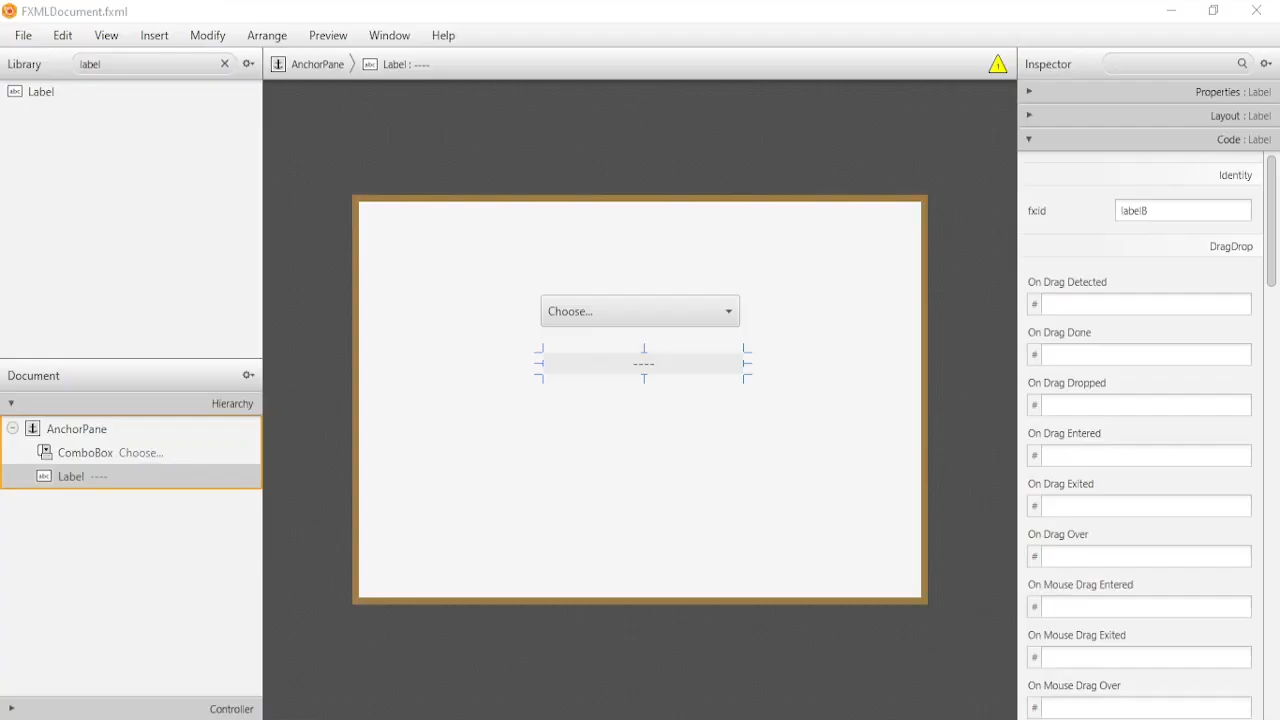 FXMLDocument.fxml
File Edit View Insert Modify Arrange Preview Window Help
Library label
AnchorPane Label : ----
Inspector
abc Label
Properties : Label
Layout : Label
Code : Label
Identity
fx:id labelB
DragDrop
On Drag Detected
#
On Drag Done
#
On Drag Dropped
#
On Drag Entered
#
On Drag Exited
#
On Drag Over
#
On Mouse Drag Entered
#
On Mouse Drag Exited
#
On Mouse Drag Over
#
Choose...
----
Document
Hierarchy
AnchorPane
ComboBox Choose...
abc Label ----
Controller